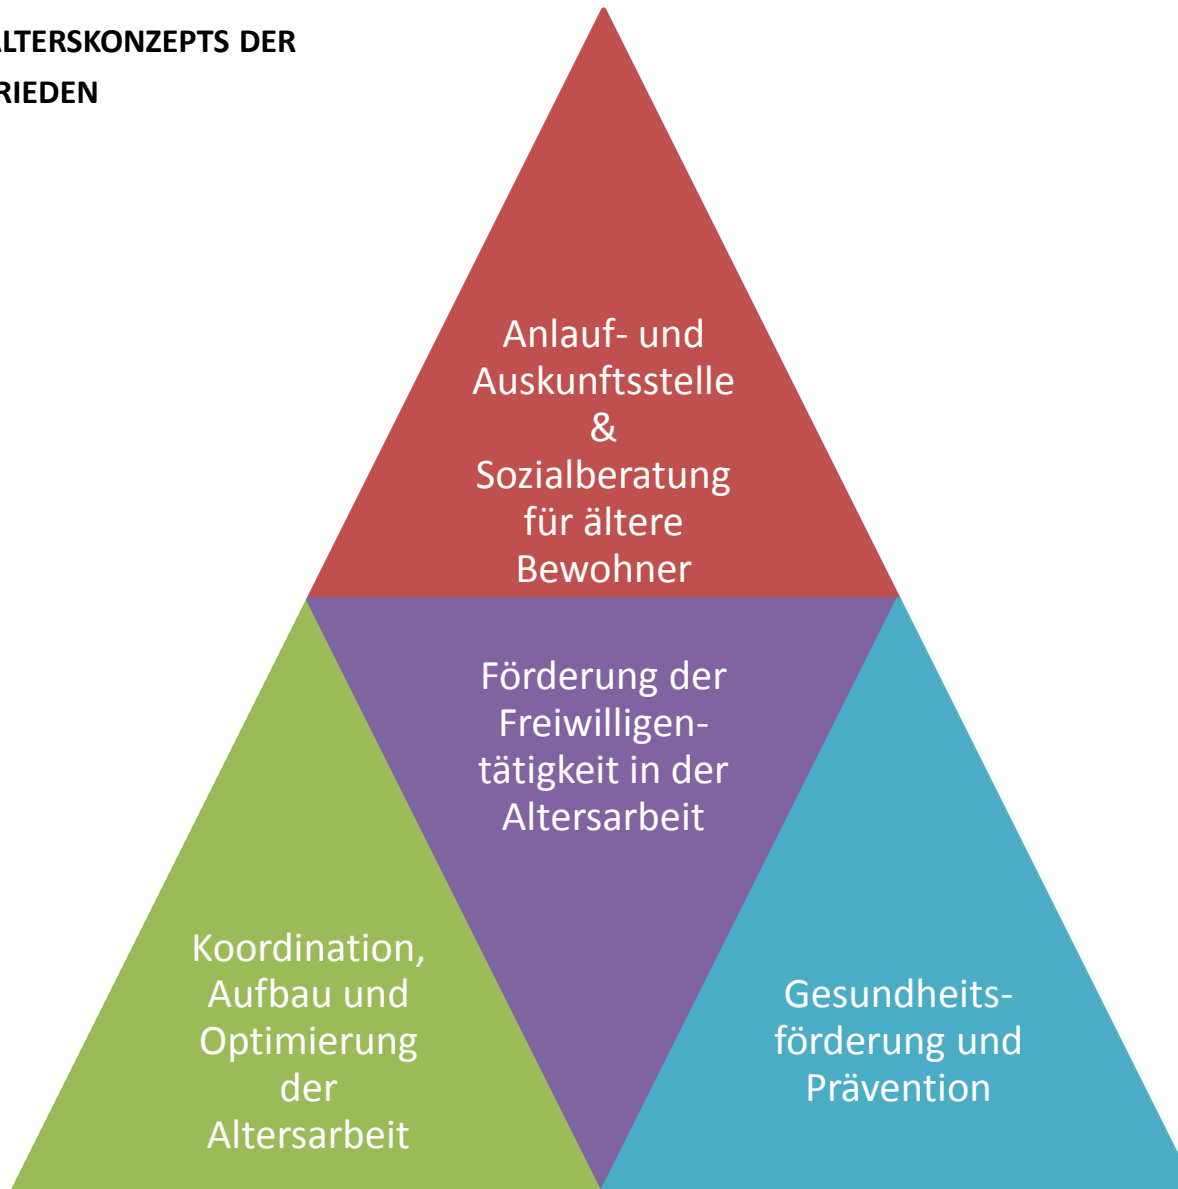 ALTERSKONZEPTS DER
RIEDEN
Anlauf- und
Auskunftsstelle
&
Sozialberatung
für ältere
Bewohner
Förderung der
Freiwilligen-
tätigkeit in der
Altersarbeit
Koordination,
Aufbau und
Optimierung
der
Altersarbeit
Gesundheits-
förderung und
Prävention